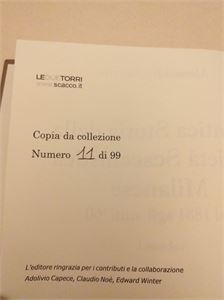 LEDUETORRI
www.scacco.it
Copia da collezione
Numero 11 di 99
L'editore ringrazia per i contributi e la collaborazione
Adolivio Capece, Claudio Noè, Edward Winter